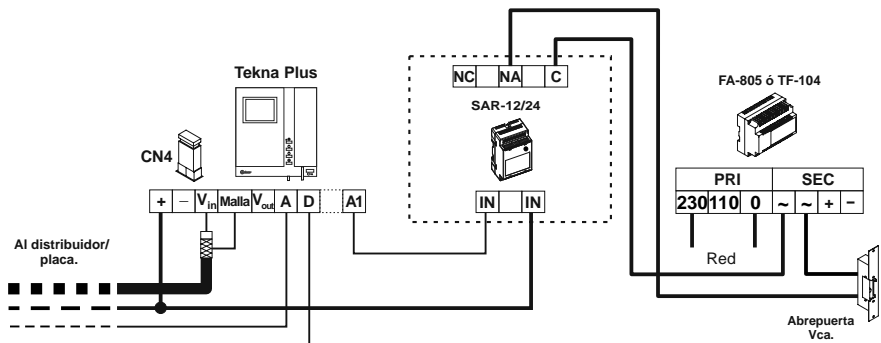 NC NA C
Tekna Plus
FA-805 ó TF-104
SAR-12/24
CN4
PRI SEC
+ − Vin Malla Vout A D A1
IN IN
230 110 0 ~ ~ + −
Al distribuidor/
placa.
Red
Abrepuerta
Vca.